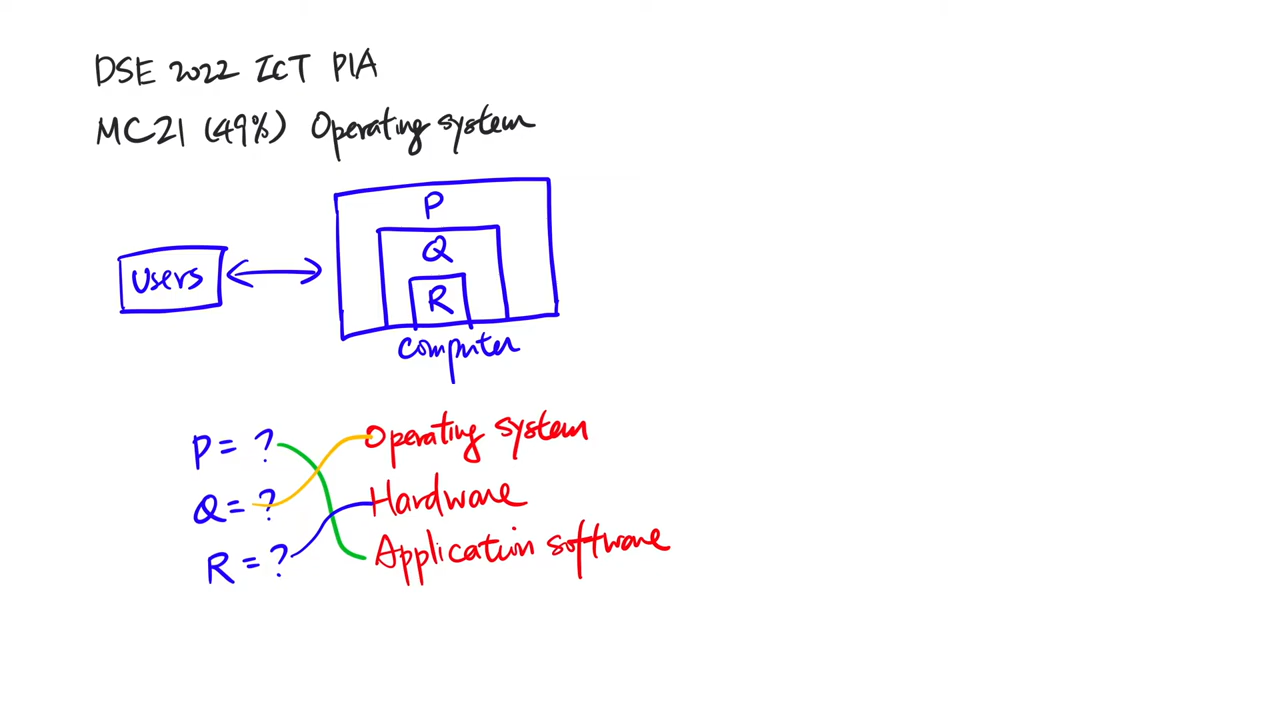 DSE 2022 ICT P1A
MC21 (49%) Operating system
P
Q
Users
R
Computer
P = ?
Operating system
Q = ?
Hardware
R = ?
Application software